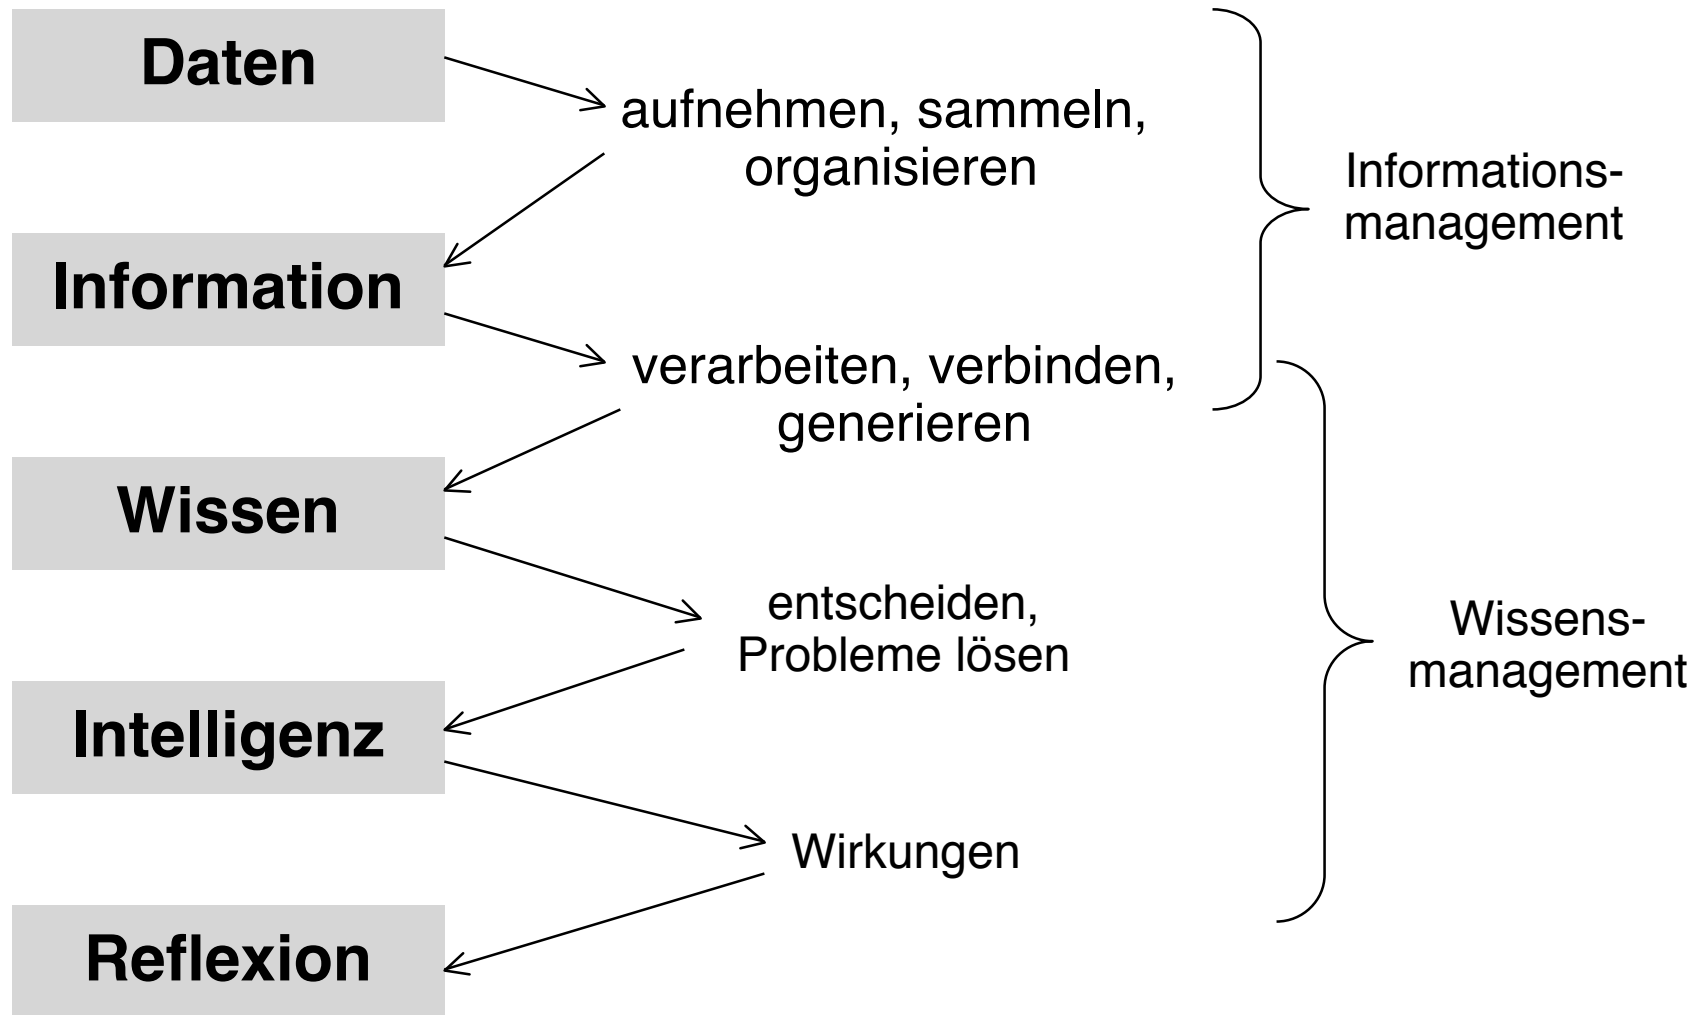 Daten
aufnehmen, sammeln,
organisieren
Informations-
management
Information
verarbeiten, verbinden,
generieren
Wissen
entscheiden,
Probleme lösen
Wissens-
management
Intelligenz
Wirkungen
Reflexion